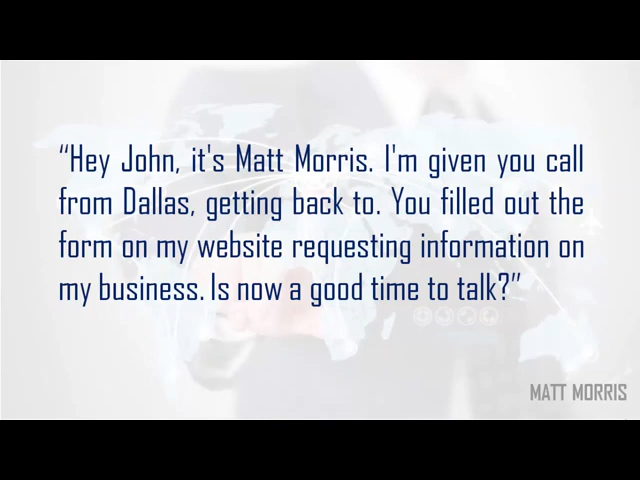 “Hey John, it's Matt Morris. I'm given you call
from Dallas, getting back to. You filled out the
form on my website requesting information on
my business. Is now a good time to talk?”
MATT MORRIS